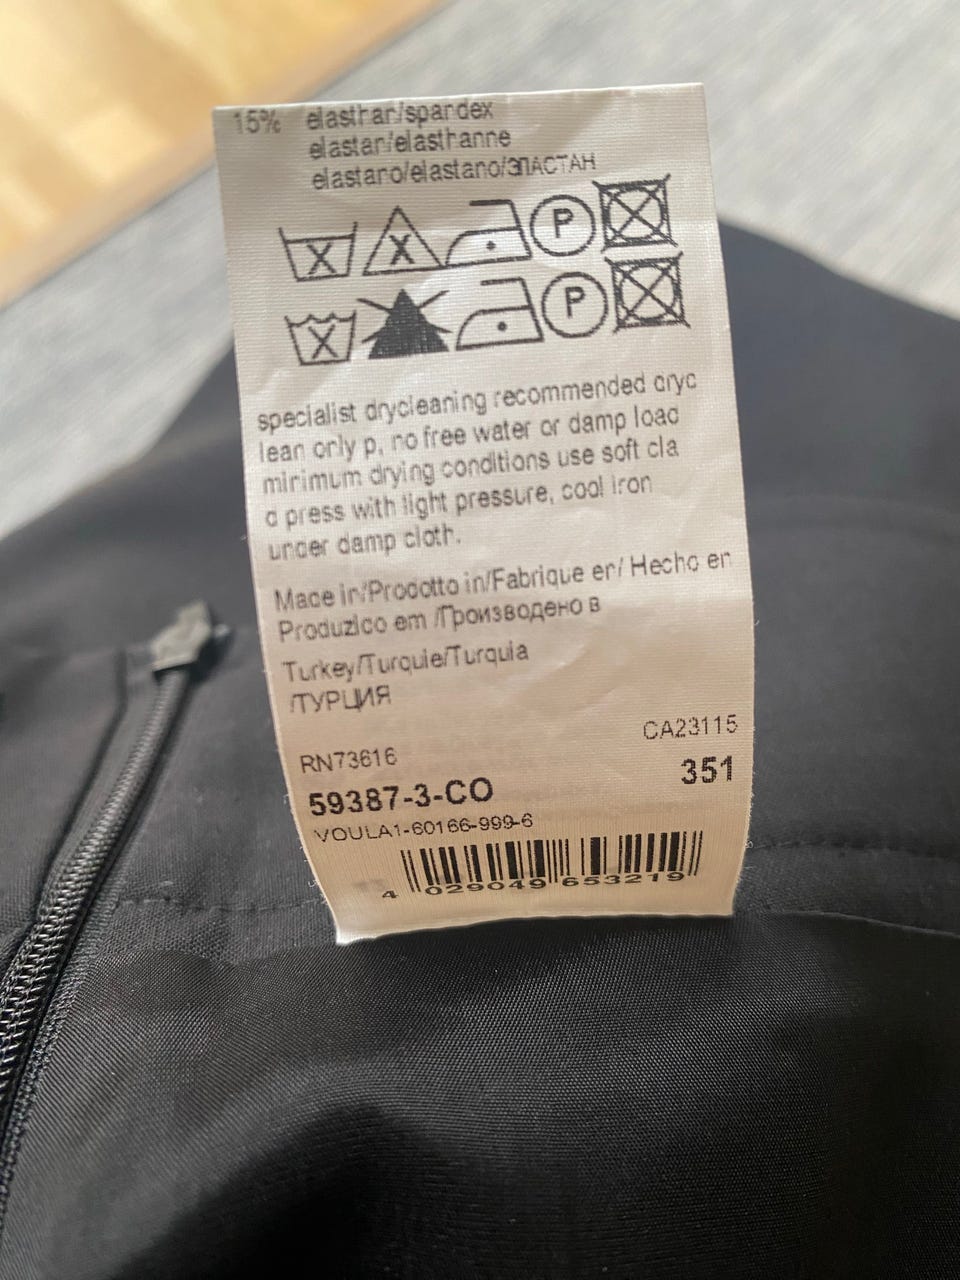 15% elasthan/spandex
elastan/elasthanne
elastano/elastano/ЭЛАСТАН
X X P
X P
specialist drycleaning recommended dryc
lean only p, no free water or damp load
minimum drying conditions use soft cla
d press with light pressure, cool iron
under damp cloth.
Made in/Prodotto in/Fabrique en/ Hecho en
Produzico em /Произведено в
Turkey/Turquie/Turquia
/ТУРЦИЯ
RN73616 CA23115
59387-3-CO 351
VOULA1-60166-999-6
4 029049 653219